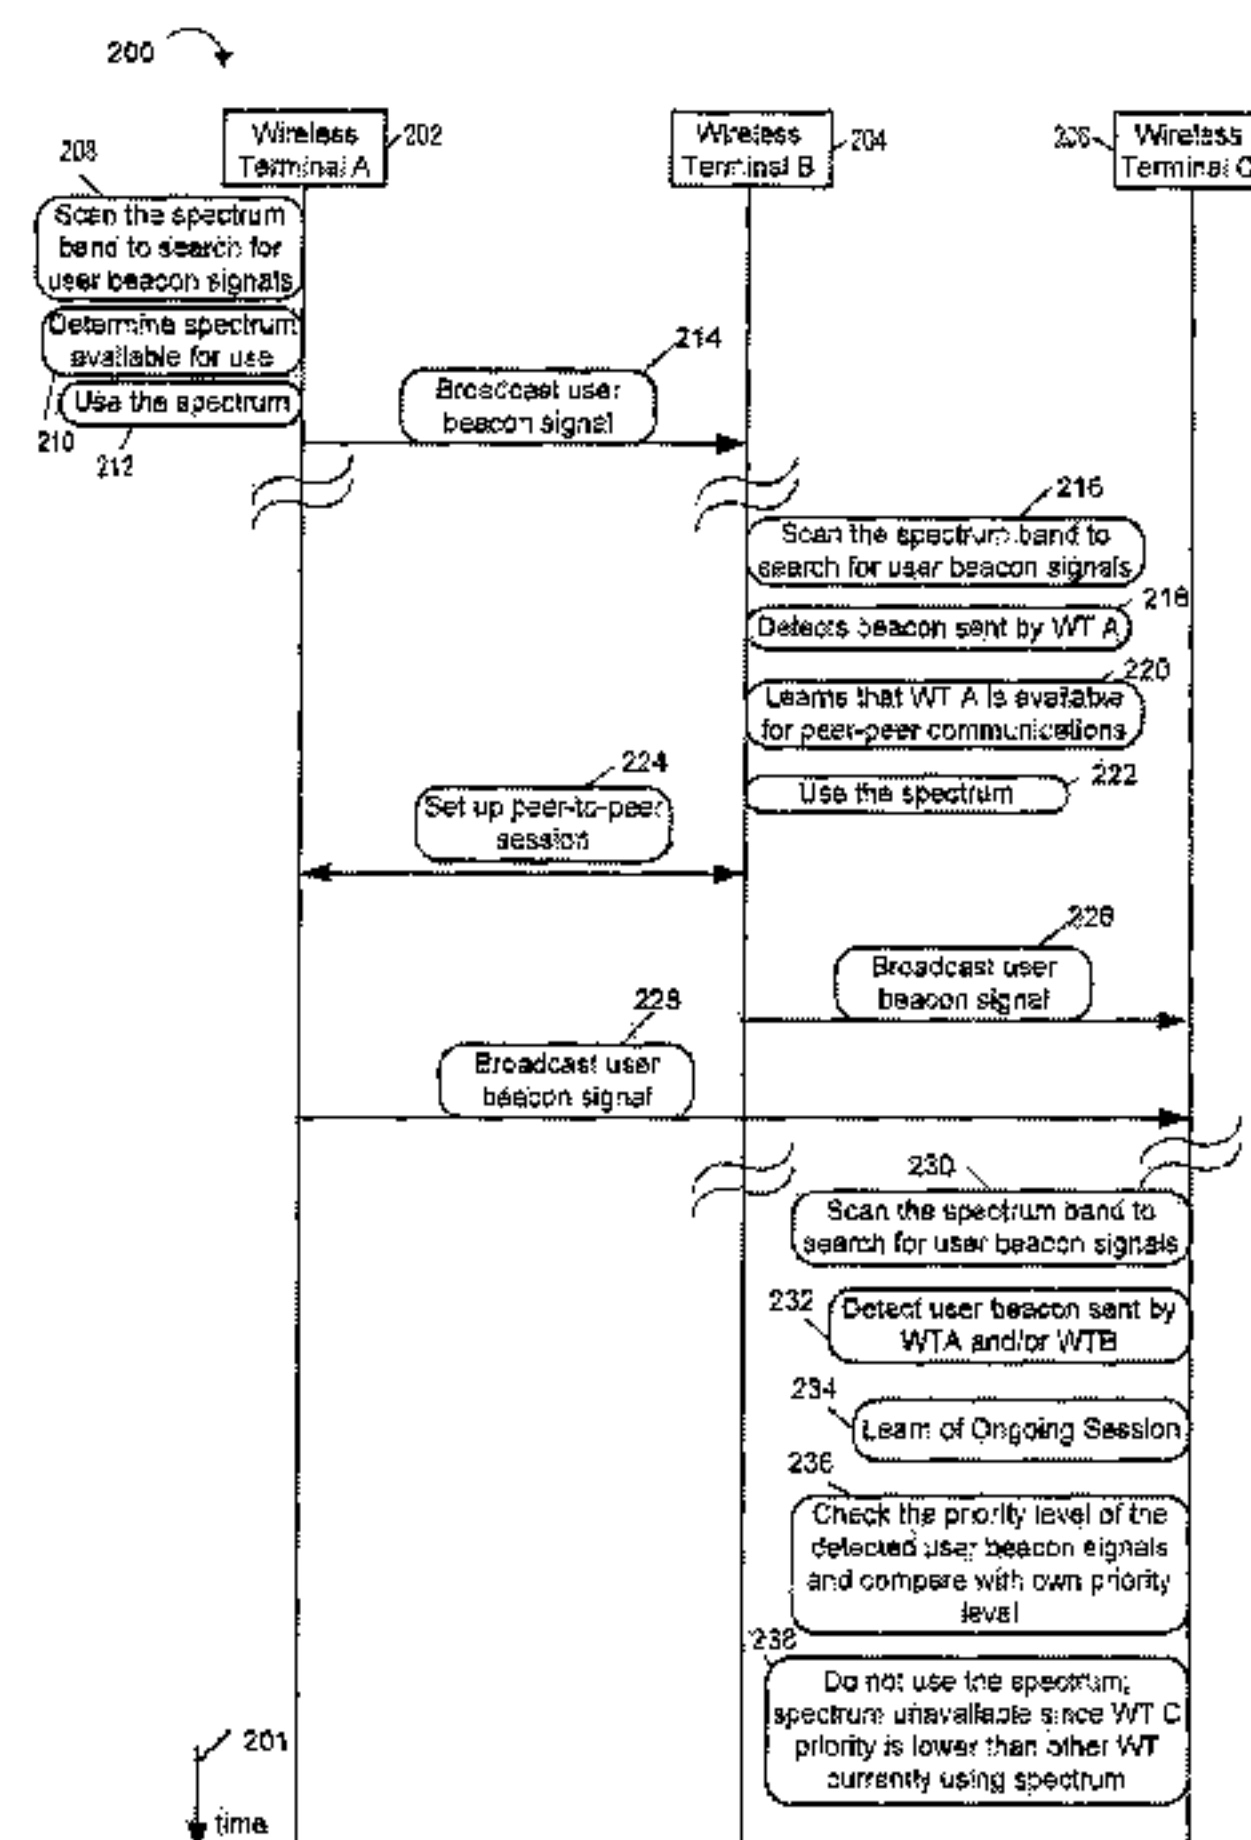 200
Wireless
Terminal A
202
Wireless
Terminal B
204
206
Wireless
Terminal C
208
Scan the spectrum
band to search for
user beacon signals
Determine spectrum
available for use
Use the spectrum
210
212
214
Broadcast user
beacon signal
216
Scan the spectrum band to
search for user beacon signals
218
Detects beacon sent by WT A
220
Learns that WT A is available
for peer-peer communications
222
Use the spectrum
224
Set up peer-to-peer
session
226
Broadcast user
beacon signal
228
Broadcast user
beacon signal
230
Scan the spectrum band to
search for user beacon signals
232
Detect user beacon sent by
WTA and/or WTB
234
Learn of Ongoing Session
236
Check the priority level of the
detected user beacon signals
and compare with own priority
level
238
Do not use the spectrum;
spectrum unavailable since WT C
priority is lower than other WT
currently using spectrum
201
time